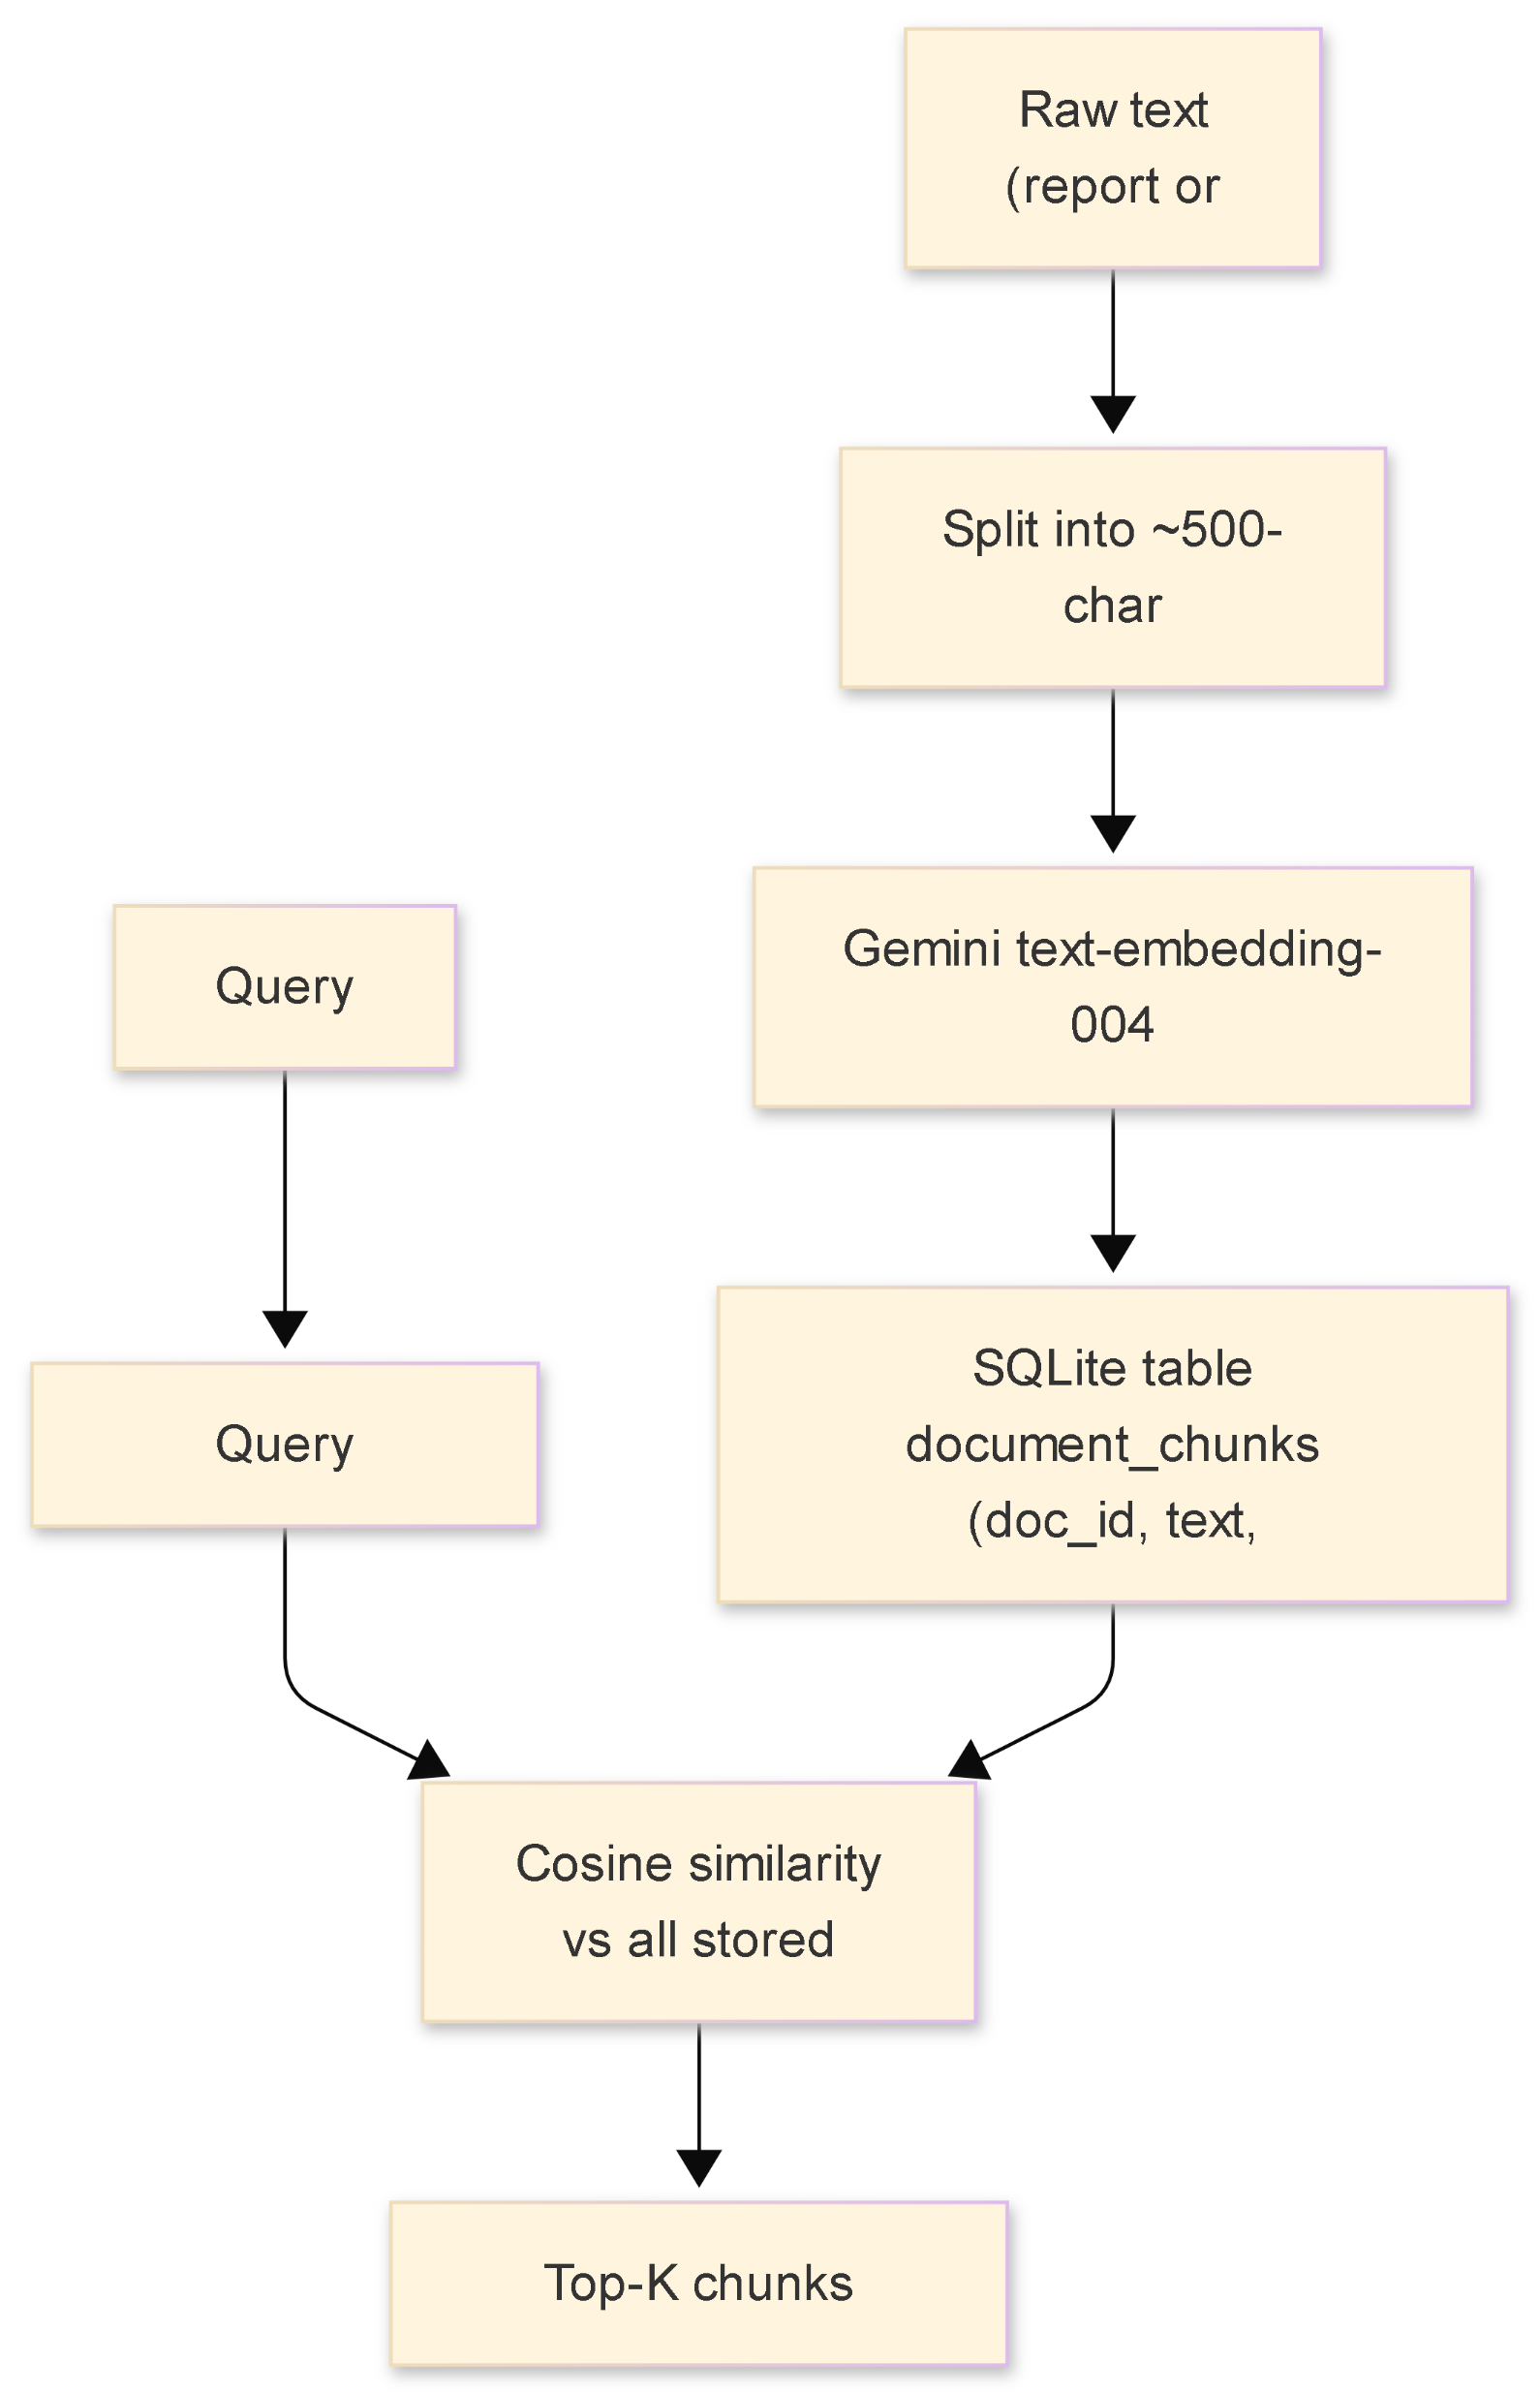 Raw text
(report or
Split into ~500-
char
Gemini text-embedding-
004
Query
SQLite table
document_chunks
(doc_id, text,
Query
Cosine similarity
vs all stored
Top-K chunks